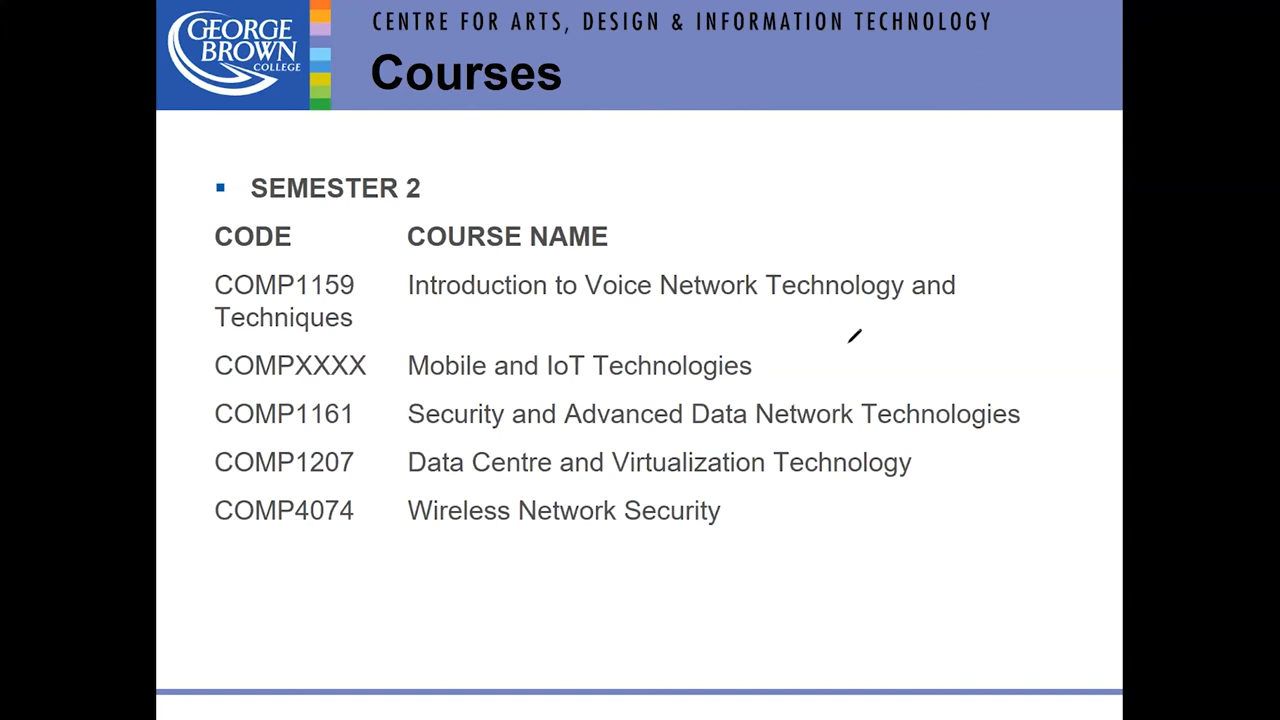 GEORGE
BROWN
COLLEGE
CENTRE FOR ARTS, DESIGN & INFORMATION TECHNOLOGY
Courses
▪ SEMESTER 2
CODE COURSE NAME
COMP1159 Introduction to Voice Network Technology and
Techniques
COMPXXXX Mobile and IoT Technologies
COMP1161 Security and Advanced Data Network Technologies
COMP1207 Data Centre and Virtualization Technology
COMP4074 Wireless Network Security